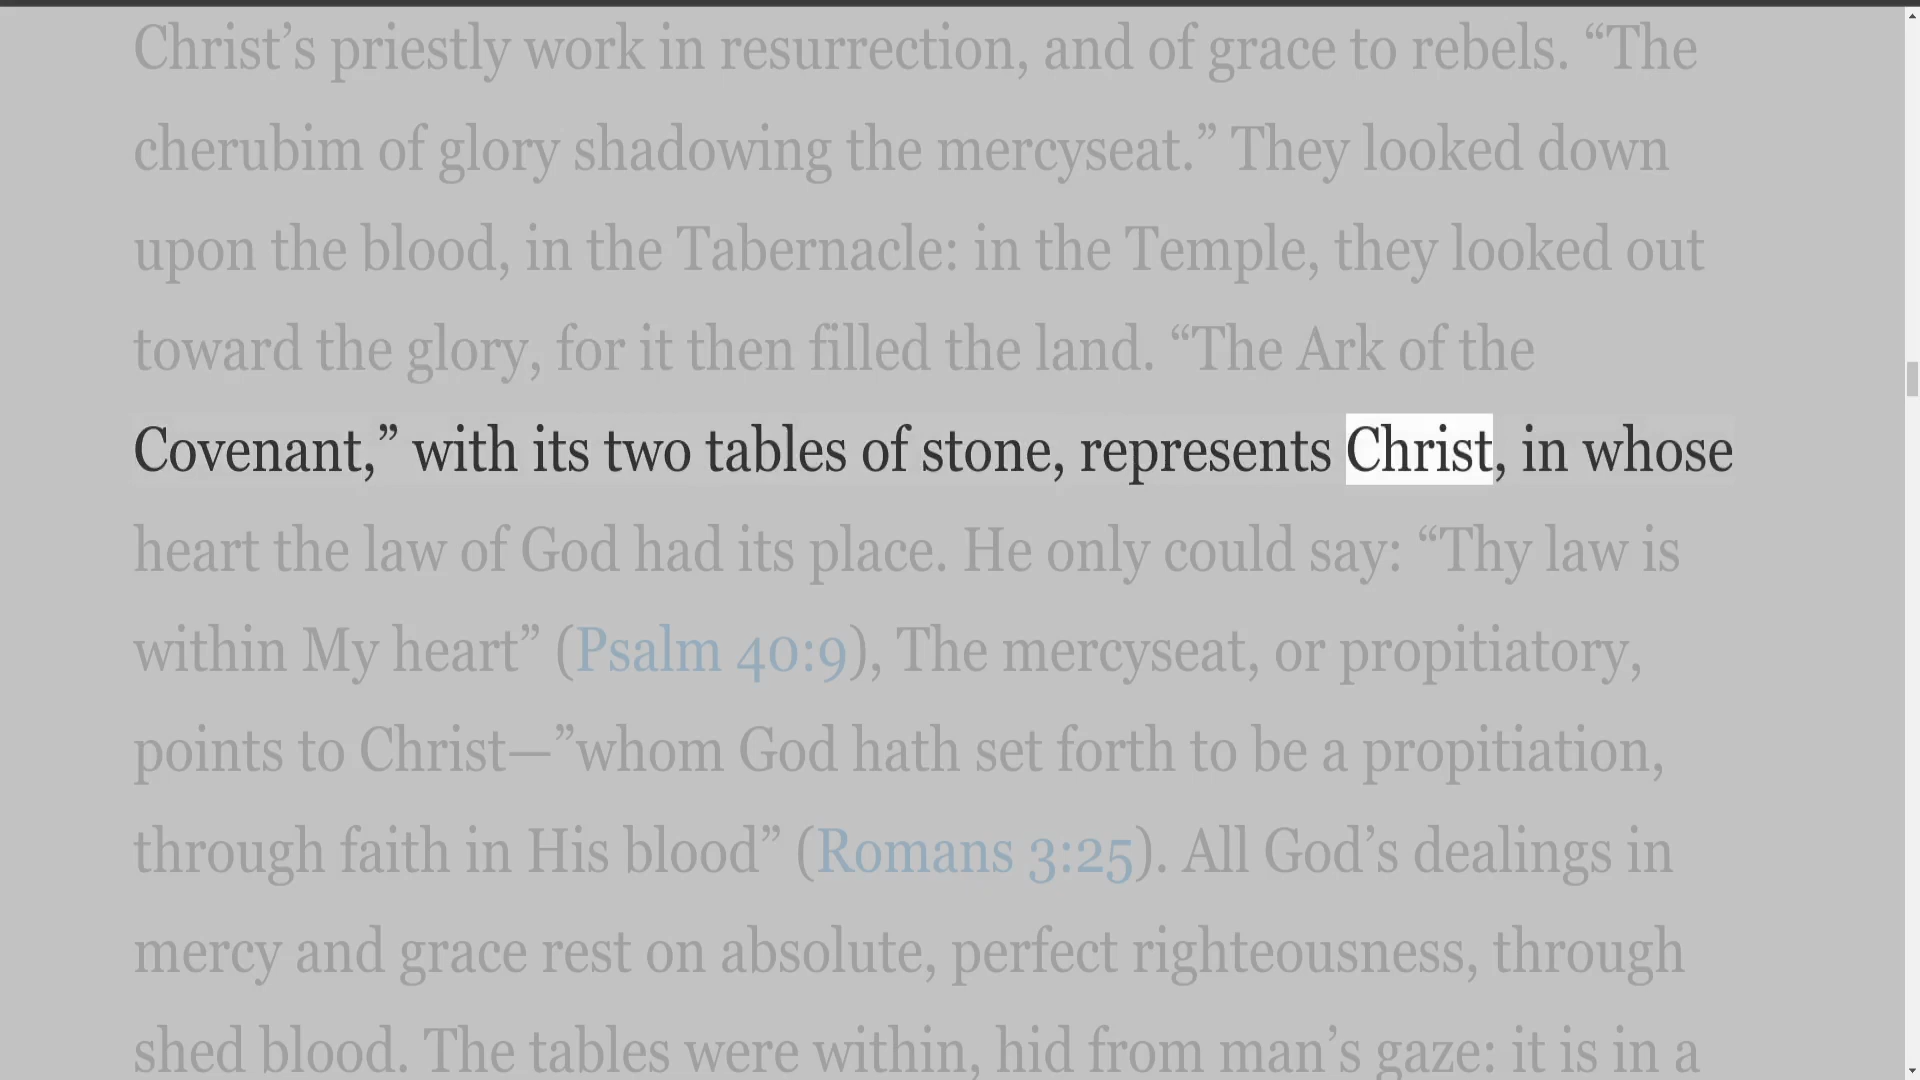 Christ’s priestly work in resurrection, and of grace to rebels. “The
cherubim of glory shadowing the mercyseat.” They looked down
upon the blood, in the Tabernacle: in the Temple, they looked out
toward the glory, for it then filled the land. “The Ark of the
Covenant,” with its two tables of stone, represents Christ, in whose
heart the law of God had its place. He only could say: “Thy law is
within My heart” (Psalm 40:9), The mercyseat, or propitiatory,
points to Christ—”whom God hath set forth to be a propitiation,
through faith in His blood” (Romans 3:25). All God’s dealings in
mercy and grace rest on absolute, perfect righteousness, through
shed blood. The tables were within, hid from man’s gaze: it is in a